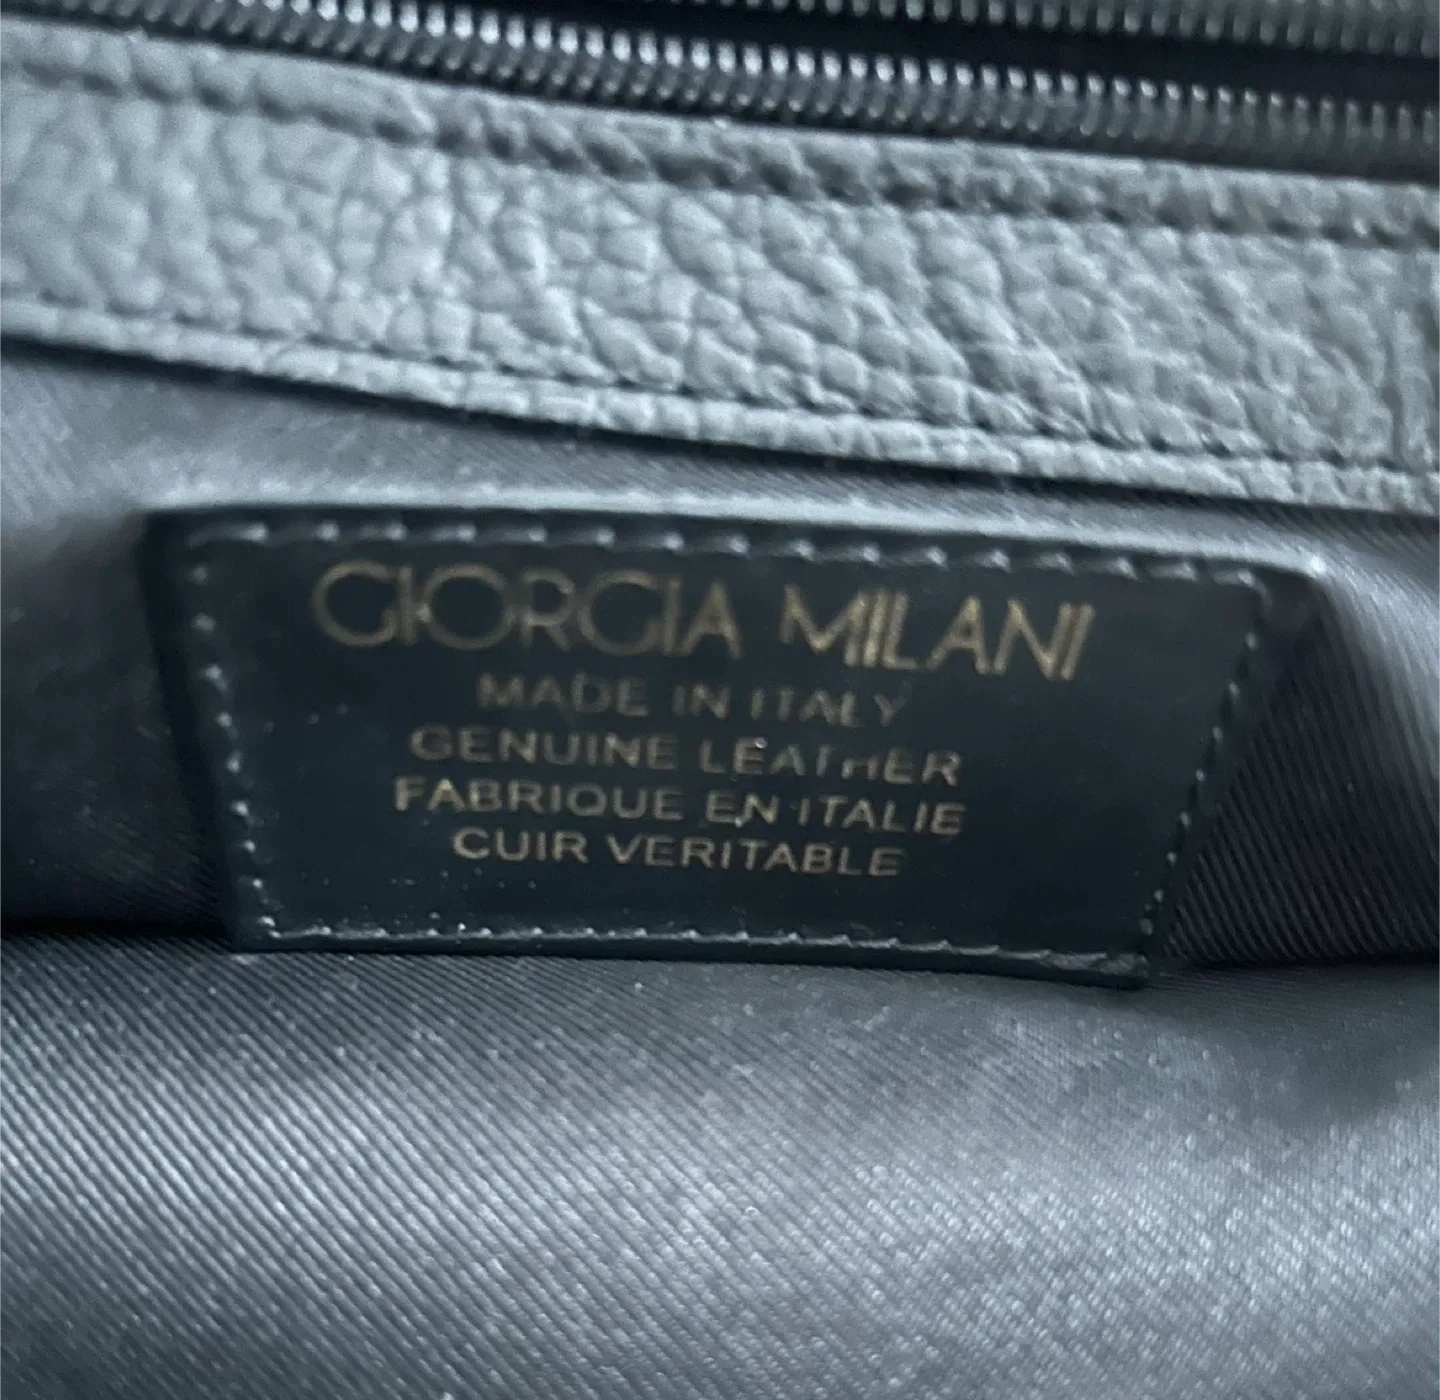 GIORGIA MILANI
MADE IN ITALY
GENUINE LEATHER
FABRIQUE EN ITALIE
CUIR VERITABLE